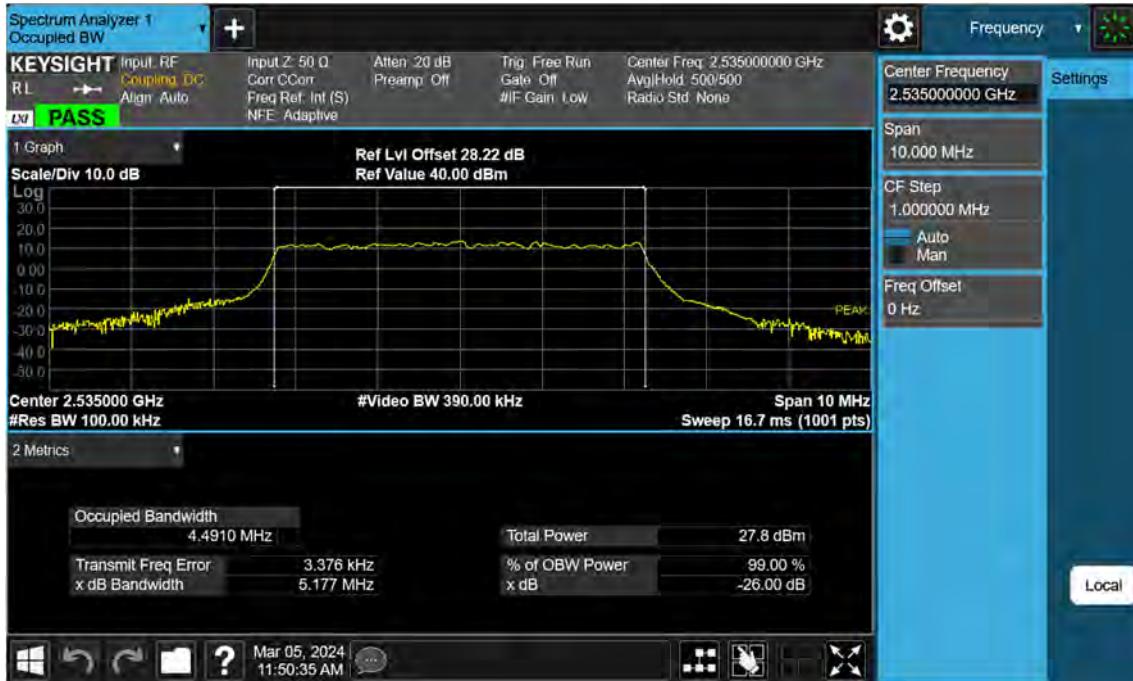 Spectrum Analyzer 1
Occupied BW
Frequency
KEYSIGHT
RL
LXI
PASS
Input: RF
Coupling: DC
Align: Auto
Input Z: 50 Ω
Corr CCorr
Freq Ref: Int (S)
NFE: Adaptive
Atten: 20 dB
Preamp: Off
Trig: Free Run
Gate: Off
#IF Gain: Low
Center Freq: 2.535000000 GHz
Avg|Hold: 500/500
Radio Std: None
Center Frequency
2.535000000 GHz
Settings
Span
10.000 MHz
CF Step
1.000000 MHz
Auto
Man
Freq Offset
0 Hz
Local
1 Graph
Scale/Div 10.0 dB
Ref Lvl Offset 28.22 dB
Ref Value 40.00 dBm
Log
30.0
20.0
10.0
0.00
-10.0
-20.0
-30.0
-40.0
-50.0
PEAK
Center 2.535000 GHz
#Video BW 390.00 kHz
Span 10 MHz
#Res BW 100.00 kHz
Sweep 16.7 ms (1001 pts)
2 Metrics
Occupied Bandwidth
4.4910 MHz
Total Power 27.8 dBm
Transmit Freq Error 3.376 kHz
% of OBW Power 99.00 %
x dB Bandwidth 5.177 MHz
x dB -26.00 dB
?
Mar 05, 2024
11:50:35 AM